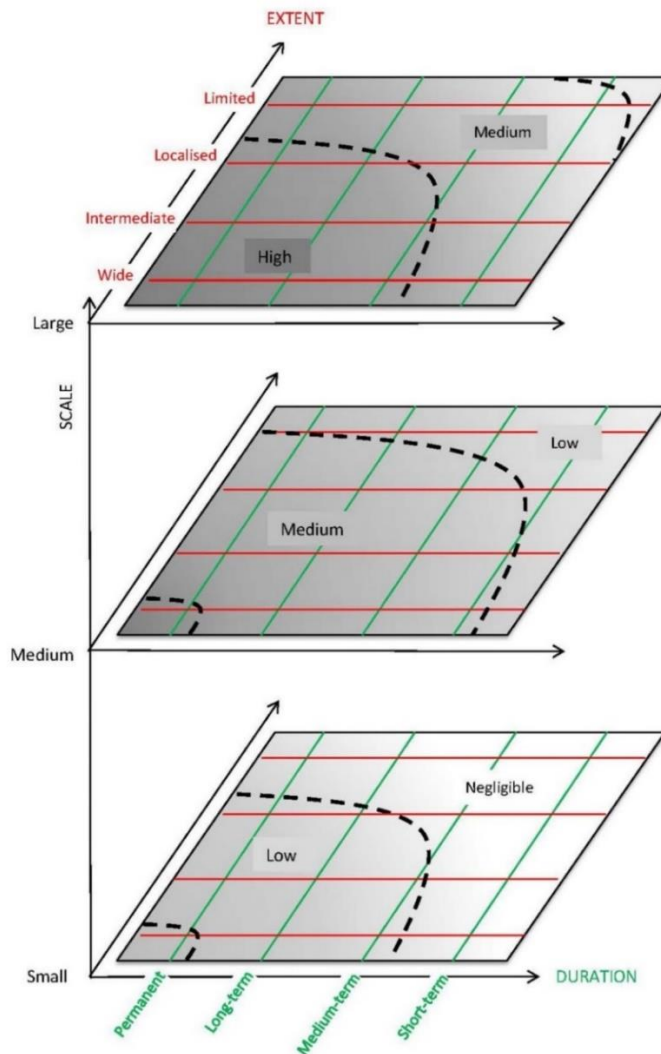 EXTENT
Limited
Medium
Localised
Intermediate
High
Wide
Large
SCALE
Low
Medium
Medium
Negligible
Low
Small
Permanent
Long-term
Medium-term
Short-term
DURATION